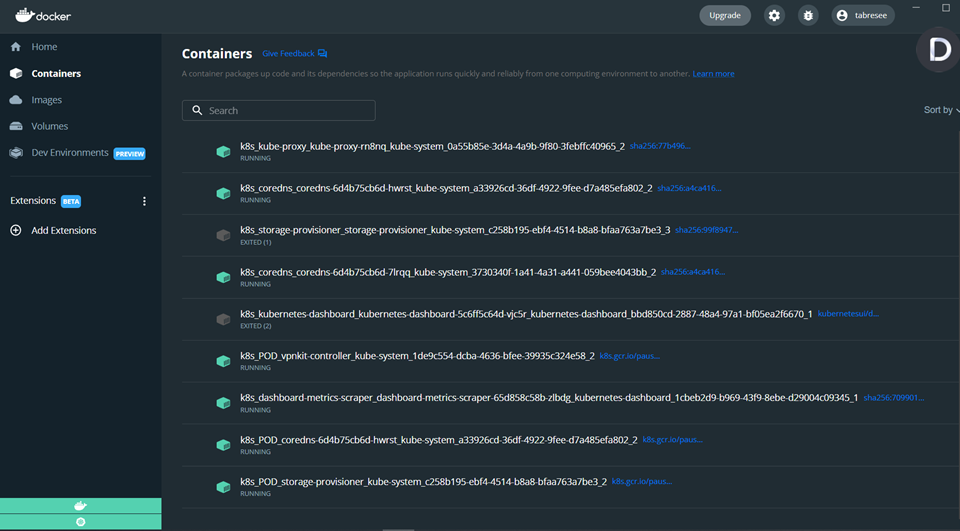 docker
Upgrade
tabresee
Home
Containers
Images
Volumes
Dev Environments PREVIEW
Extensions BETA
Add Extensions
Containers Give Feedback
A container packages up code and its dependencies so the application runs quickly and reliably from one computing environment to another. Learn more
D
Search
Sort by
k8s_kube-proxy_kube-proxy-rn8nq_kube-system_0a55b85e-3d4a-4a9b-9f80-3febffc40965_2 sha256:77b496...
RUNNING
k8s_coredns_coredns-6d4b75cb6d-hwrst_kube-system_a33926cd-36df-4922-9fee-d7a485efa802_2 sha256:a4ca416...
RUNNING
k8s_storage-provisioner_storage-provisioner_kube-system_c258b195-ebf4-4514-b8a8-bfaa763a7be3_3 sha256:99f8947...
EXITED (1)
k8s_coredns_coredns-6d4b75cb6d-7lrqq_kube-system_3730340f-1a41-4a31-a441-059bee4043bb_2 sha256:a4ca416...
RUNNING
k8s_kubernetes-dashboard_kubernetes-dashboard-5c6ff5c64d-vjc5r_kubernetes-dashboard_bbd850cd-2887-48a4-97a1-bf05ea2f6670_1 kubernetesui/d...
EXITED (2)
k8s_POD_vpnkit-controller_kube-system_1de9c554-dcba-4636-bfee-39935c324e58_2 k8s.gcr.io/paus...
RUNNING
k8s_dashboard-metrics-scraper_dashboard-metrics-scraper-65d858c58b-zlbdg_kubernetes-dashboard_1cbeb2d9-b969-43f9-8ebe-d29004c09345_1 sha256:709901...
RUNNING
k8s_POD_coredns-6d4b75cb6d-hwrst_kube-system_a33926cd-36df-4922-9fee-d7a485efa802_2 k8s.gcr.io/paus...
RUNNING
k8s_POD_storage-provisioner_kube-system_c258b195-ebf4-4514-b8a8-bfaa763a7be3_2 k8s.gcr.io/paus...
RUNNING